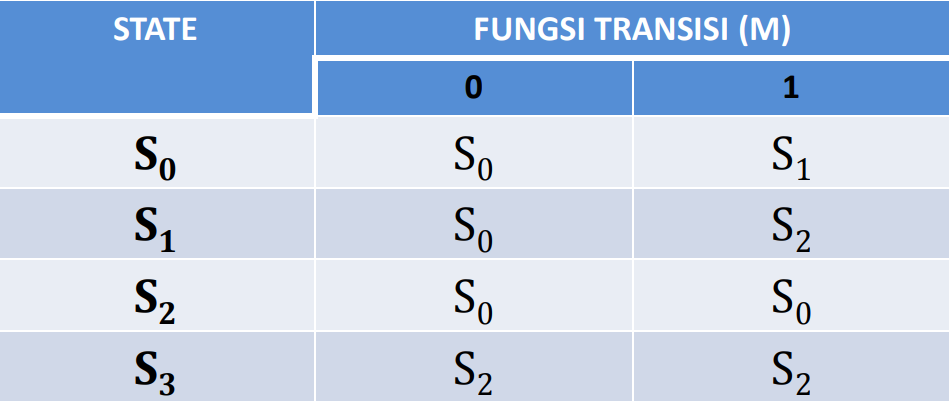 STATE FUNGSI TRANSISI (M)
0 1
S₀ S₀ S₁
S₁ S₀ S₂
S₂ S₀ S₀
S₃ S₂ S₂